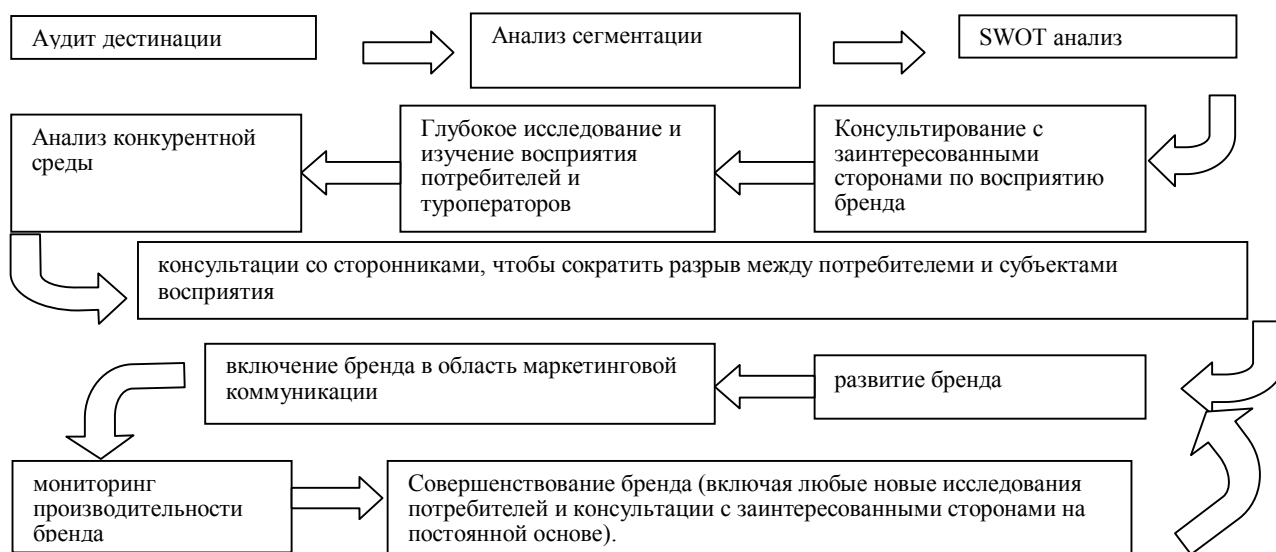 Аудит дестинации
Анализ сегментации
SWOT анализ
Анализ конкурентной
среды
Глубокое исследование и
изучение восприятия
потребителей и
туроператоров
Консультирование с
заинтересованными
сторонами по восприятию
бренда
консультации со сторонниками, чтобы сократить разрыв между потребителеми и субъектами
восприятия
включение бренда в область маркетинговой
коммуникации
развитие бренда
мониторинг
производительности
бренда
Совершенствование бренда (включая любые новые исследования
потребителей и консультации с заинтересованными сторонами на
постоянной основе).